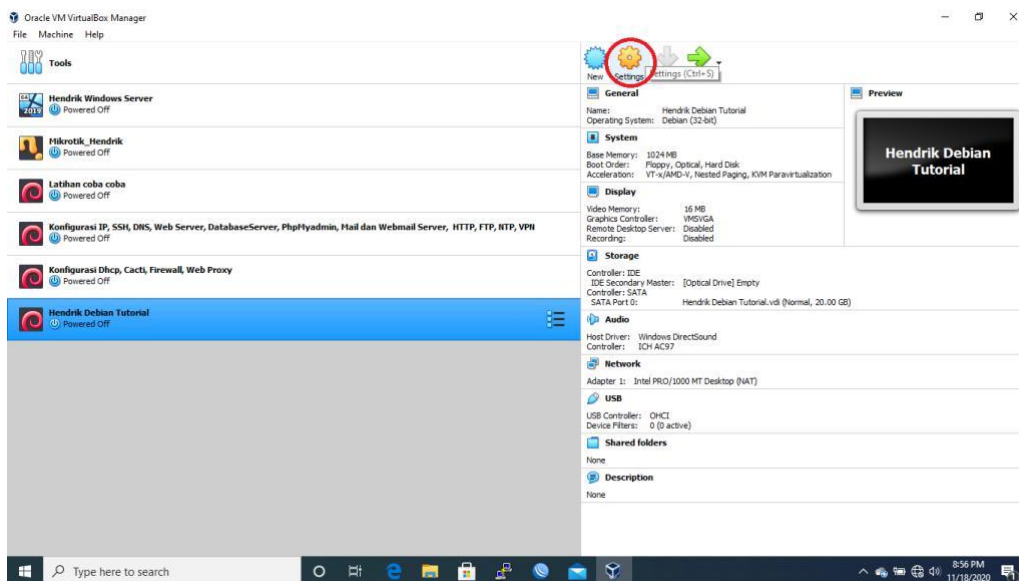 Oracle VM VirtualBox Manager
File Machine Help
Tools
New Settings Settings (Ctrl+S)
Hendrik Windows Server
Powered Off
64
2019
Mikrotik_Hendrik
Powered Off
Latihan coba coba
Powered Off
Konfigurasi IP, SSH, DNS, Web Server, DatabaseServer, PhpMyadmin, Mail dan Webmail Server, HTTP, FTP, NTP, VPN
Powered Off
Konfigurasi Dhcp, Cacti, Firewall, Web Proxy
Powered Off
Hendrik Debian Tutorial
Powered Off
General
Name: Hendrik Debian Tutorial
Operating System: Debian (32-bit)
System
Base Memory: 1024 MB
Boot Order: Floppy, Optical, Hard Disk
Acceleration: VT-x/AMD-V, Nested Paging, KVM Paravirtualization
Display
Video Memory: 16 MB
Graphics Controller: VMSVGA
Remote Desktop Server: Disabled
Recording: Disabled
Storage
Controller: IDE
IDE Secondary Master: [Optical Drive] Empty
Controller: SATA
SATA Port 0: Hendrik Debian Tutorial.vdi (Normal, 20.00 GB)
Audio
Host Driver: Windows DirectSound
Controller: ICH AC97
Network
Adapter 1: Intel PRO/1000 MT Desktop (NAT)
USB
USB Controller: OHCI
Device Filters: 0 (0 active)
Shared folders
None
Description
None
Preview
Hendrik Debian
Tutorial
Type here to search
8:56 PM
11/18/2020